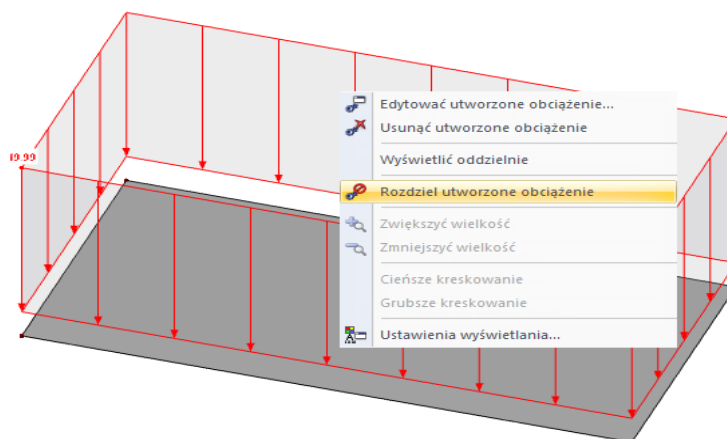 19.99
Edytować utworzone obciążenie...
Usunąć utworzone obciążenie
Wyświetlić oddzielnie
Rozdziel utworzone obciążenie
Zwiększyć wielkość
Zmniejszyć wielkość
Cieńsze kreskowanie
Grubsze kreskowanie
Ustawienia wyświetlania...